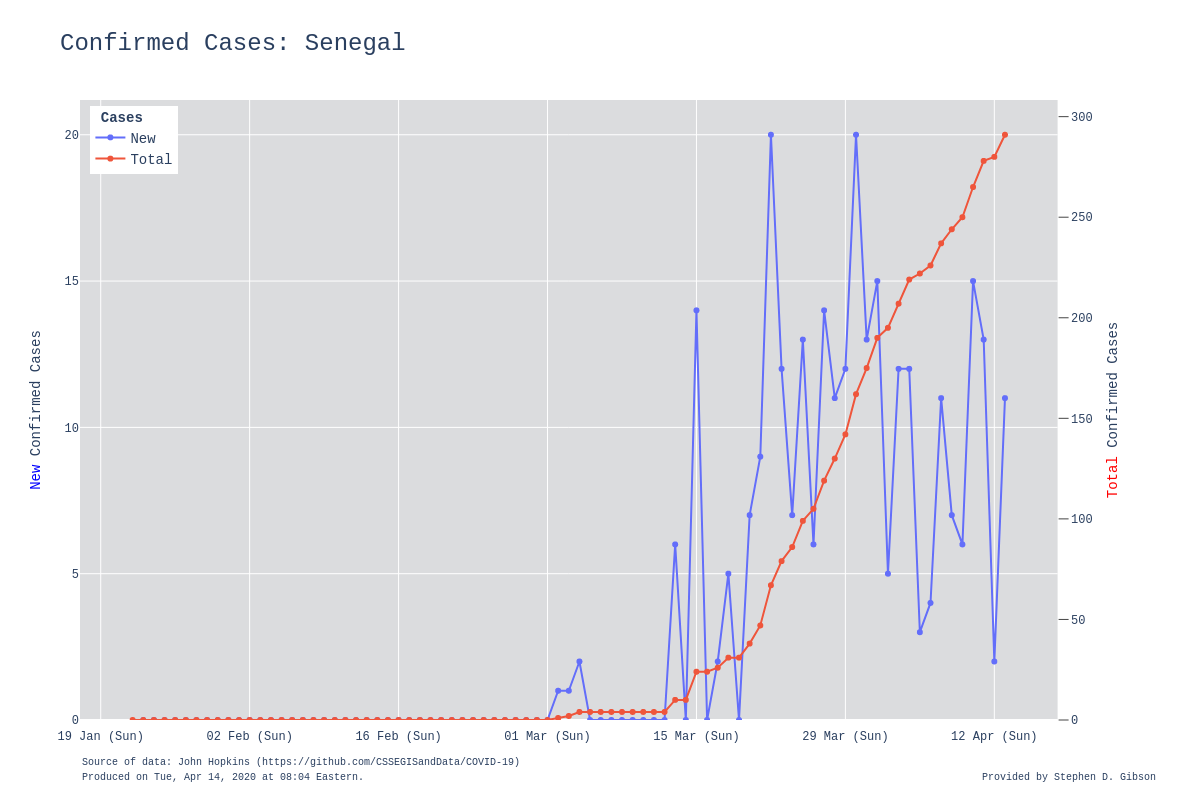 Confirmed Cases: Senegal
Cases
New
Total
20
15
10
5
0
300
250
200
150
100
50
0
New Confirmed Cases
Total Confirmed Cases
19 Jan (Sun)
02 Feb (Sun)
16 Feb (Sun)
01 Mar (Sun)
15 Mar (Sun)
29 Mar (Sun)
12 Apr (Sun)
Source of data: John Hopkins (https://github.com/CSSEGISandData/COVID-19)
Produced on Tue, Apr 14, 2020 at 08:04 Eastern.
Provided by Stephen D. Gibson